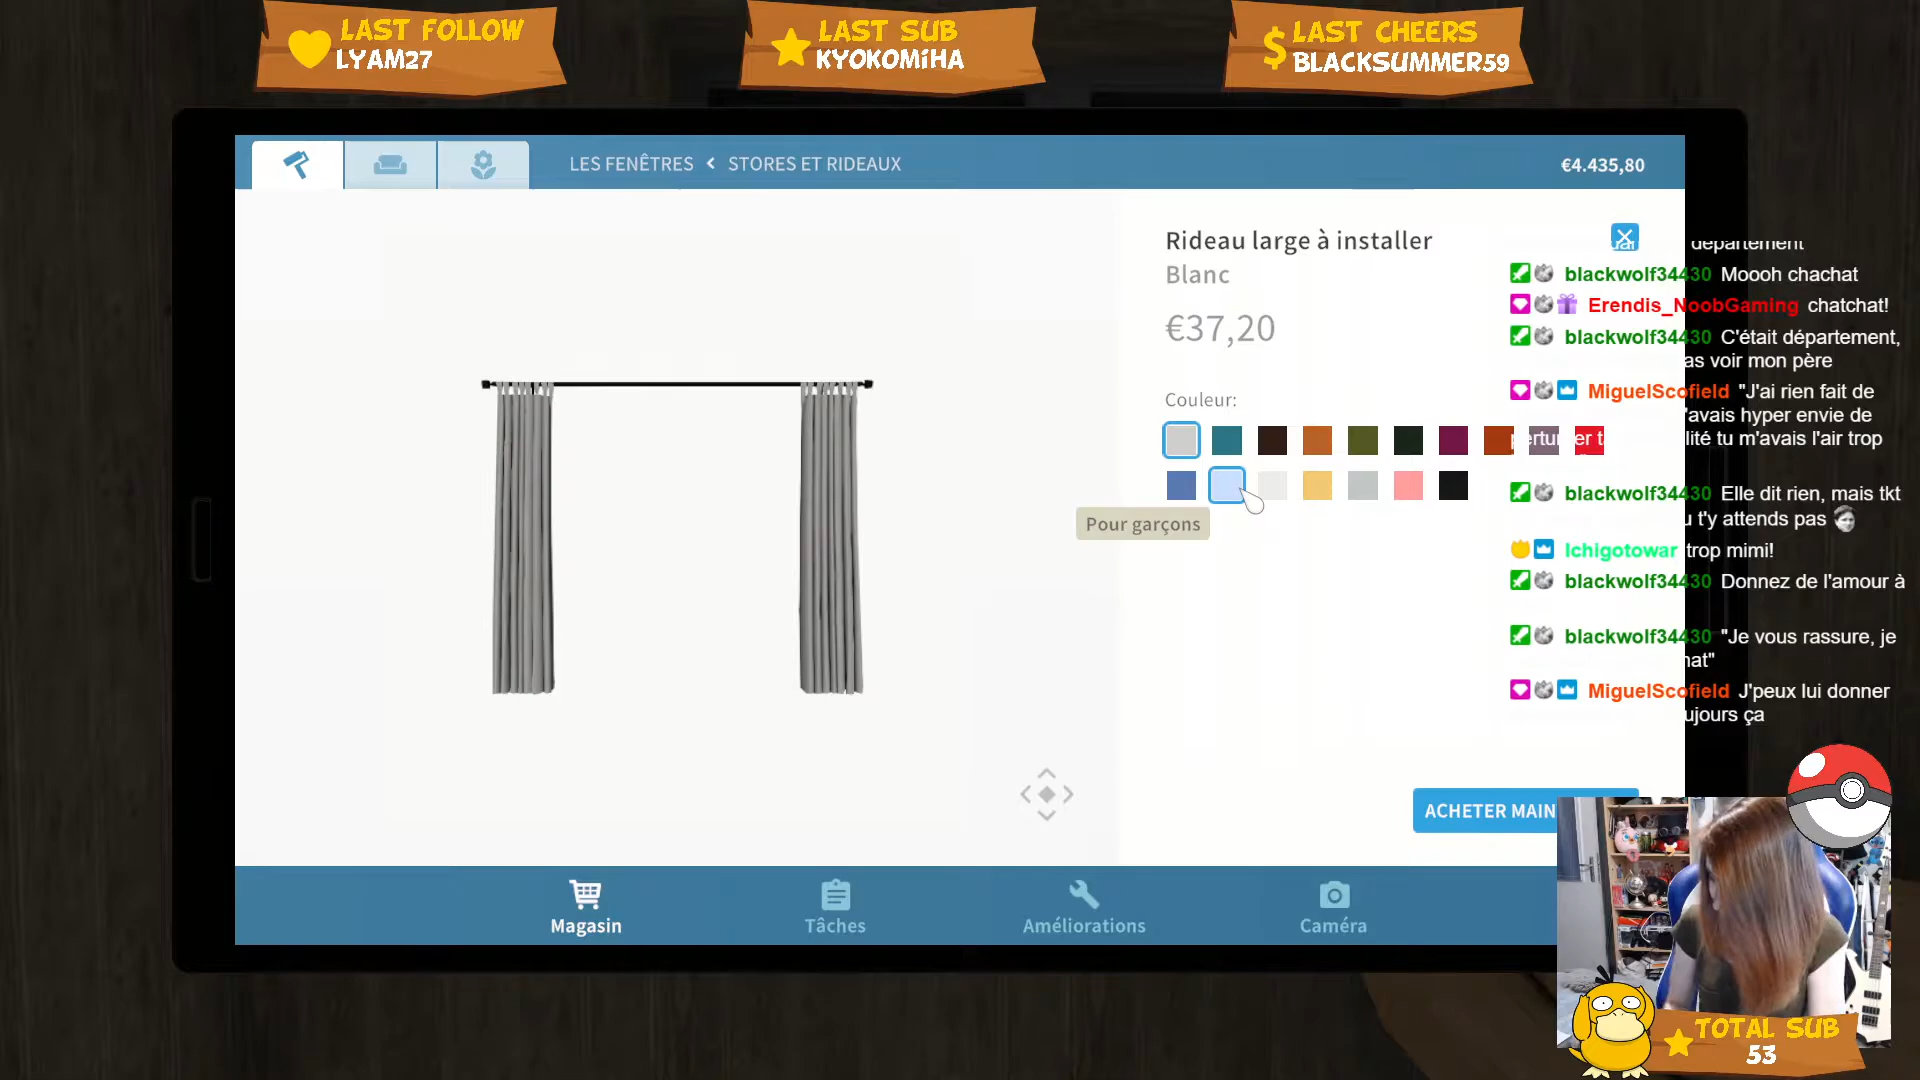 LAST FOLLOW
LYAM27
LAST SUB
KYOKOMIHA
LAST CHEERS
BLACKSUMMER59
LES FENÊTRES < STORES ET RIDEAUX
€4.435,80
Rideau large à installer
Blanc
€37,20
Couleur:
Pour garçons
ACHETER MAIN
Magasin
Tâches
Améliorations
Caméra
département
blackwolf34430 Moooh chachat
Erendis_NoobGaming chatchat!
blackwolf34430 C'était département,
as voir mon père
MiguelScofield "J'ai rien fait de
'avais hyper envie de
lité tu m'avais l'air trop
blackwolf34430 Elle dit rien, mais tkt
u t'y attends pas
Ichigotowar trop mimi!
blackwolf34430 Donnez de l'amour à
blackwolf34430 "Je vous rassure, je
hat"
MiguelScofield J'peux lui donner
ujours ça
TOTAL SUB
53